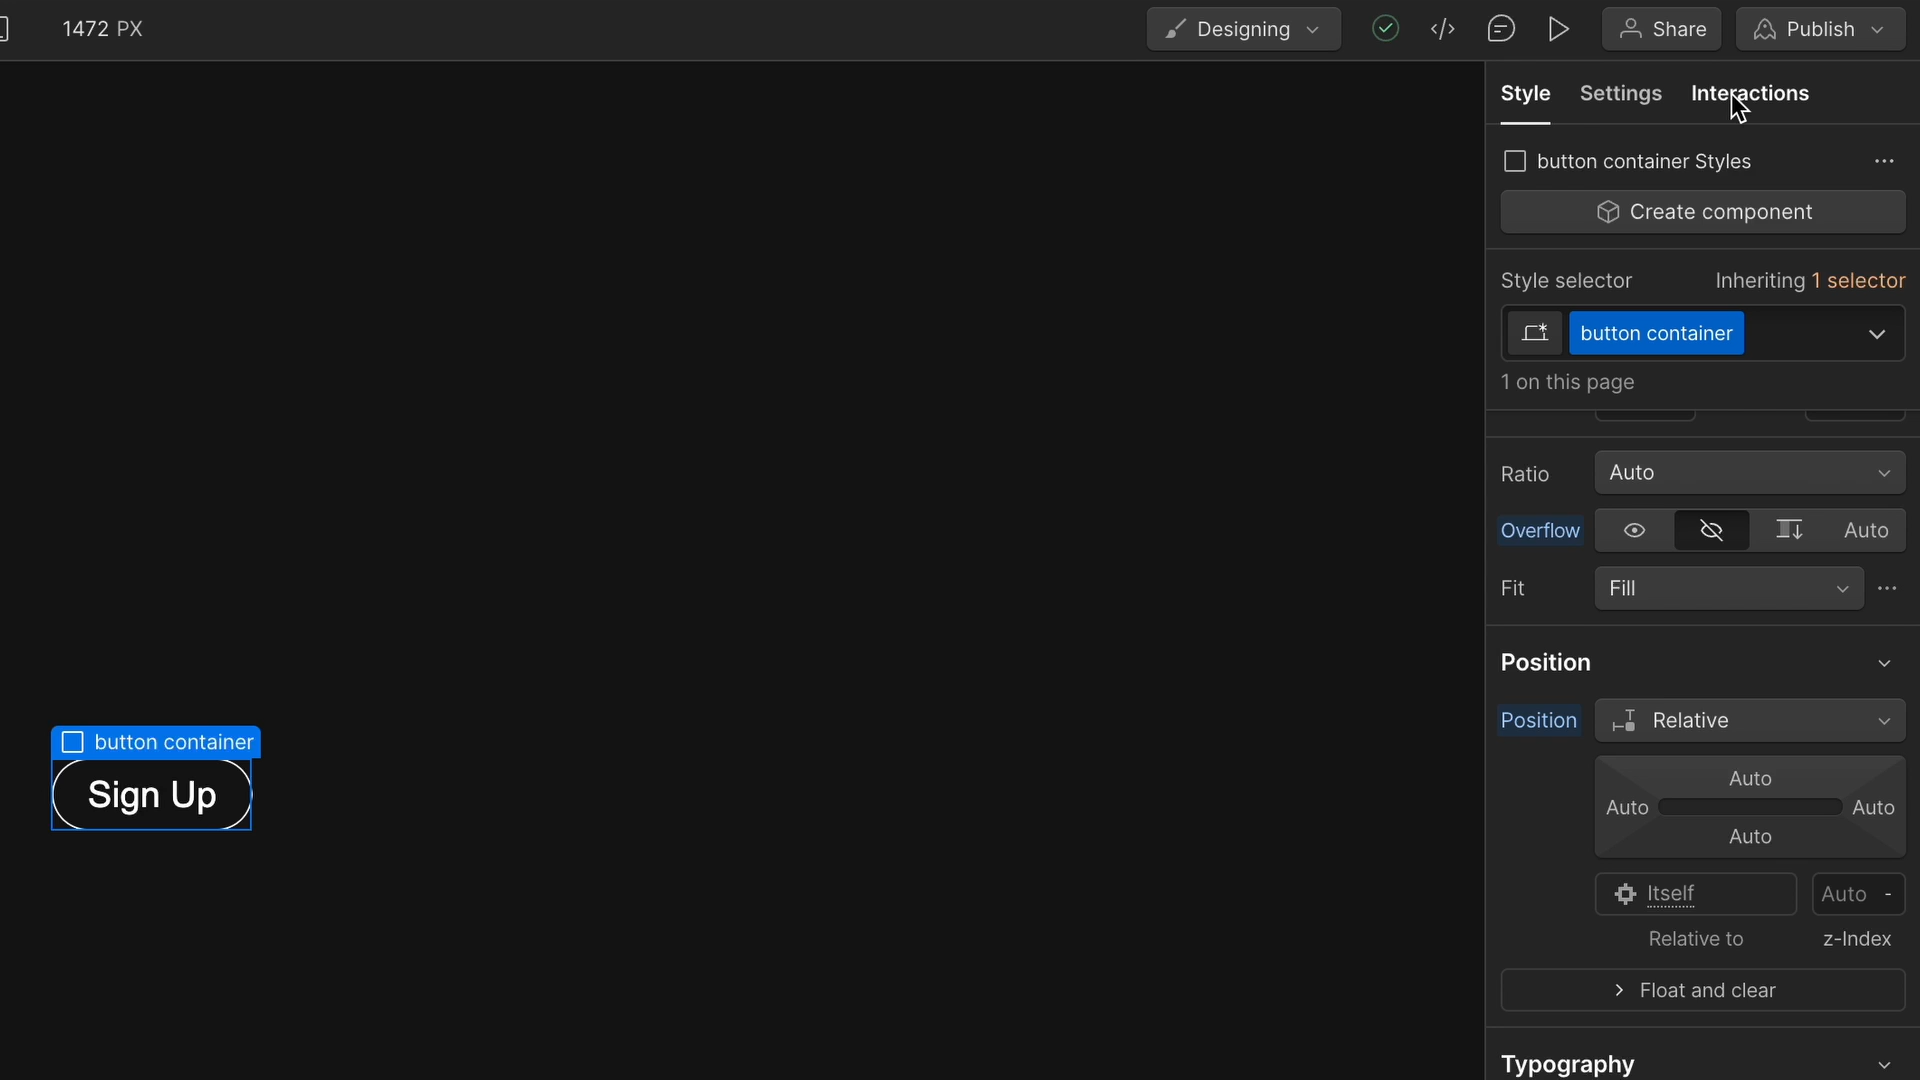 1472 PX
Designing
Share
Publish
Style
Settings
Interactions
button container Styles
Create component
Style selector
Inheriting 1 selector
button container
1 on this page
Ratio
Auto
Overflow
Auto
Fit
Fill
Position
Position
Relative
Auto
Auto
Auto
Auto
Itself
Auto -
Relative to
z-Index
Float and clear
Typography
button container
Sign Up